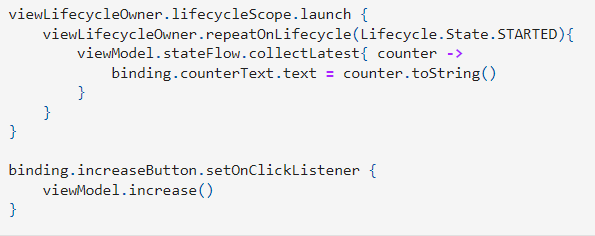 viewLifecycleOwner.lifecycleScope.launch {
    viewLifecycleOwner.repeatOnLifecycle(Lifecycle.State.STARTED){
        viewModel.stateFlow.collectLatest{ counter ->
            binding.counterText.text = counter.toString()
        }
    }
}

binding.increaseButton.setOnClickListener {
    viewModel.increase()
}